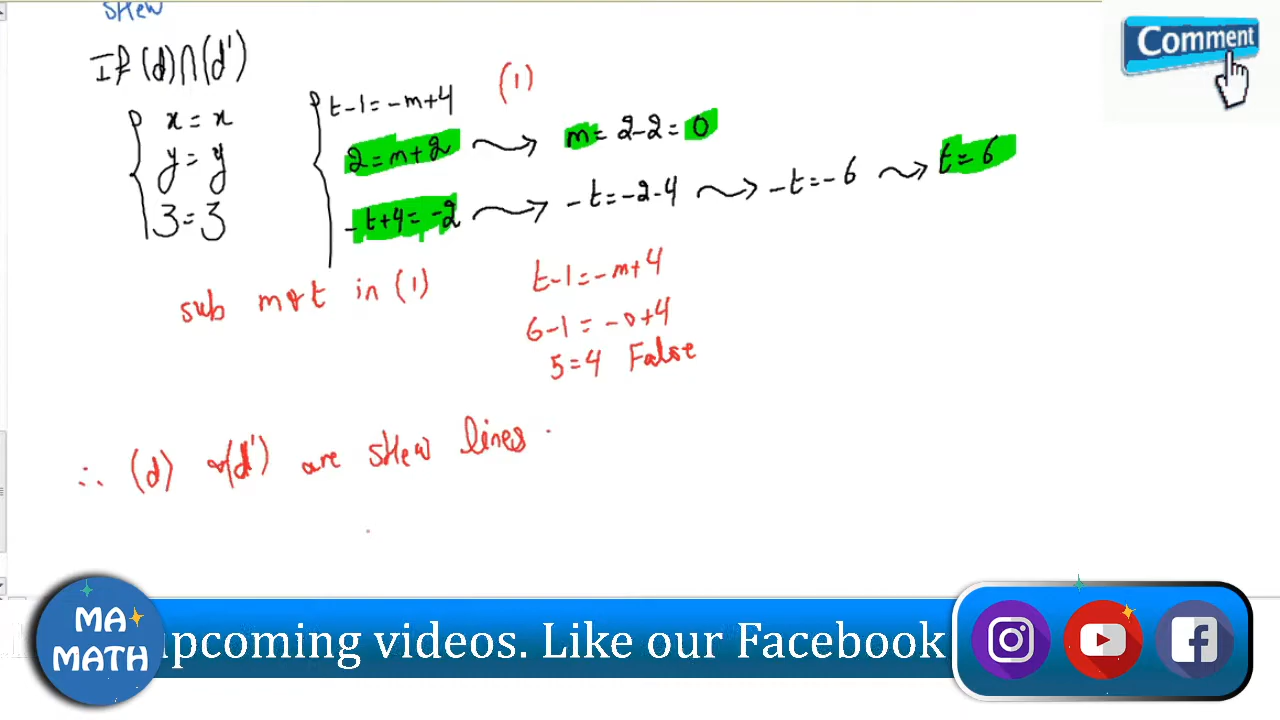 skew
If (d)∩(d')
x = x
y = y
3 = 3
t-1 = -m+4 (1)
2 = m+2 → m = 2-2 = 0
-t+4 = -2 → -t = -2-4 → -t = -6 → t = 6
sub m & t in (1)
t-1 = -m+4
6-1 = -0+4
5 = 4 False
∴ (d) & (d') are skew lines.
Comment
MA
MATH
upcoming videos. Like our Facebook